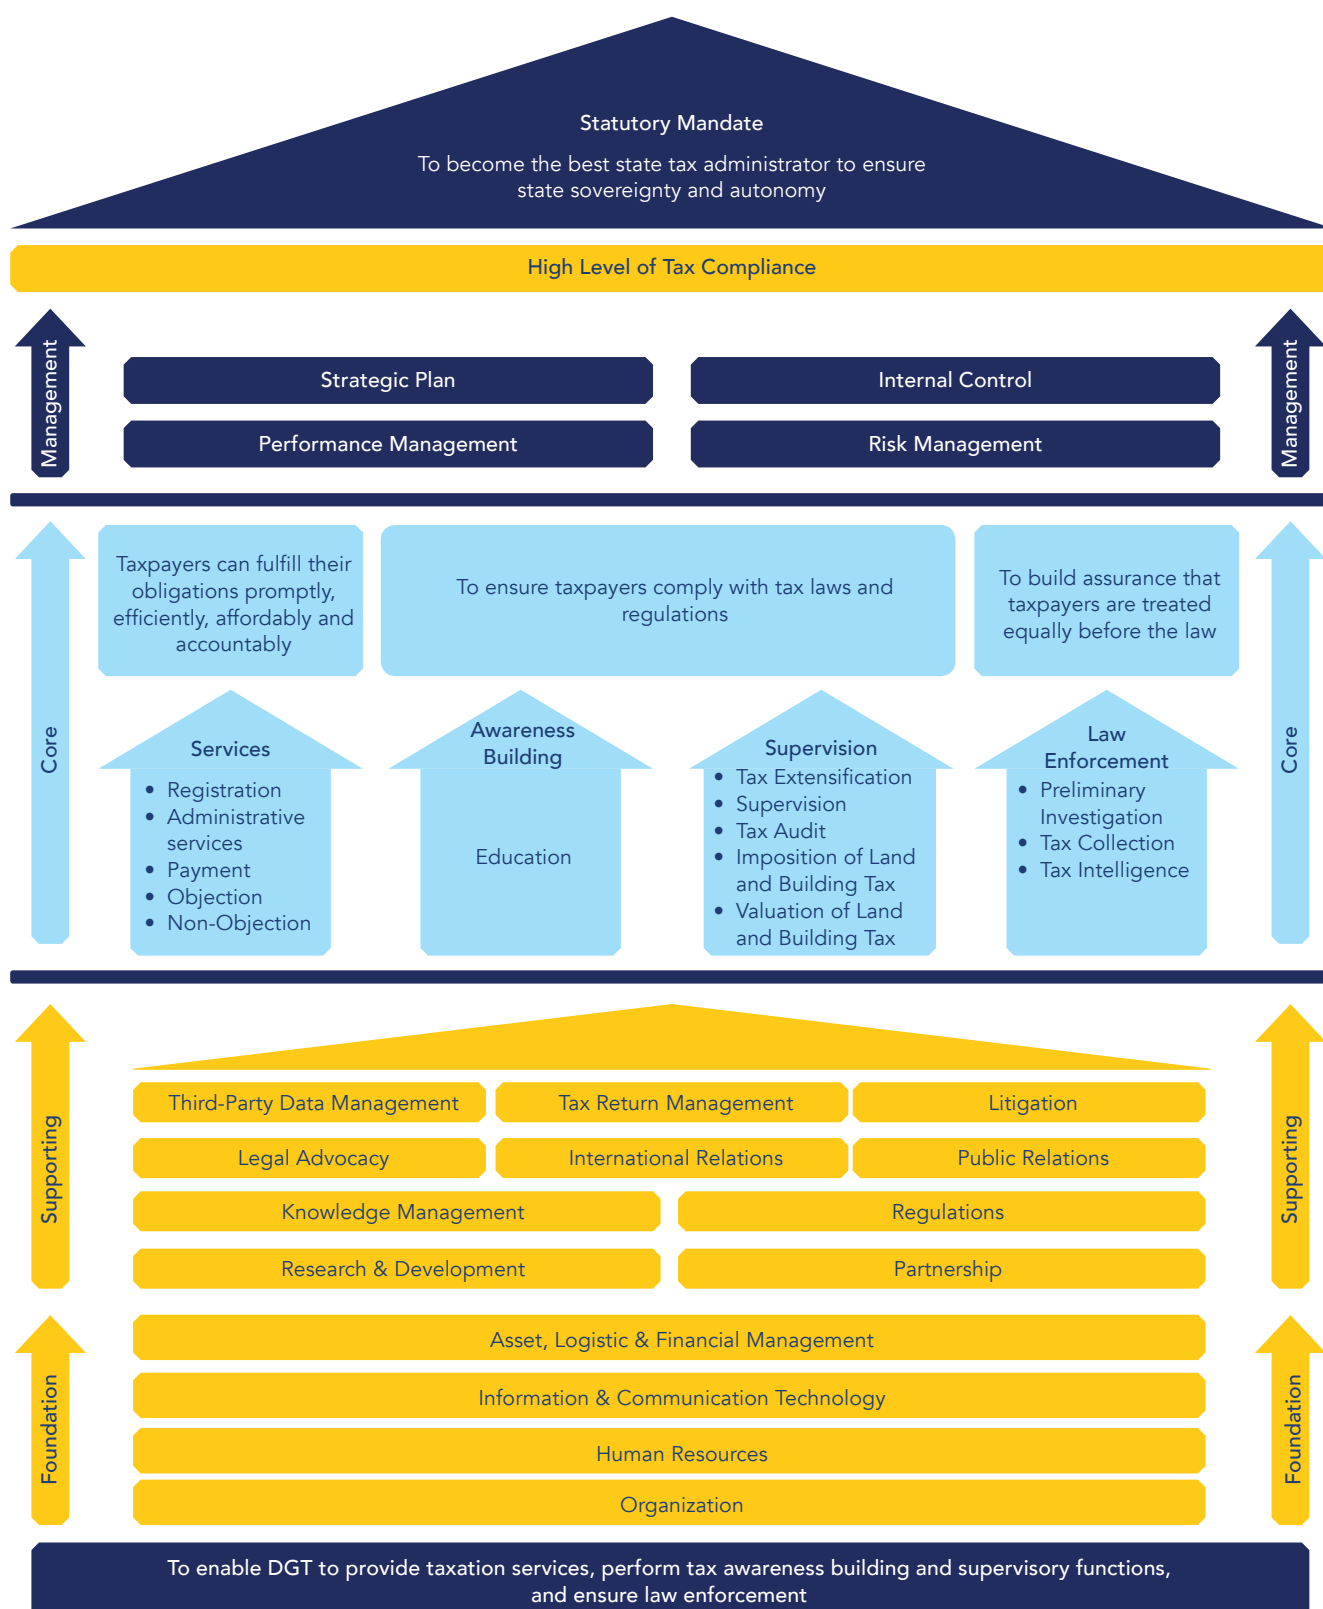 Statutory Mandate
To become the best state tax administrator to ensure
state sovereignty and autonomy
High Level of Tax Compliance
Management
Strategic Plan
Internal Control
Performance Management
Risk Management
Management
Core
Taxpayers can fulfill their
obligations promptly,
efficiently, affordably and
accountably
To ensure taxpayers comply with tax laws and
regulations
To build assurance that
taxpayers are treated
equally before the law
Services
• Registration
• Administrative
services
• Payment
• Objection
• Non-Objection
Awareness
Building
Education
Supervision
• Tax Extensification
• Supervision
• Tax Audit
• Imposition of Land
and Building Tax
• Valuation of Land
and Building Tax
Law
Enforcement
• Preliminary
Investigation
• Tax Collection
• Tax Intelligence
Core
Supporting
Third-Party Data Management
Tax Return Management
Litigation
Legal Advocacy
International Relations
Public Relations
Knowledge Management
Regulations
Research & Development
Partnership
Supporting
Foundation
Asset, Logistic & Financial Management
Information & Communication Technology
Human Resources
Organization
Foundation
To enable DGT to provide taxation services, perform tax awareness building and supervisory functions,
and ensure law enforcement